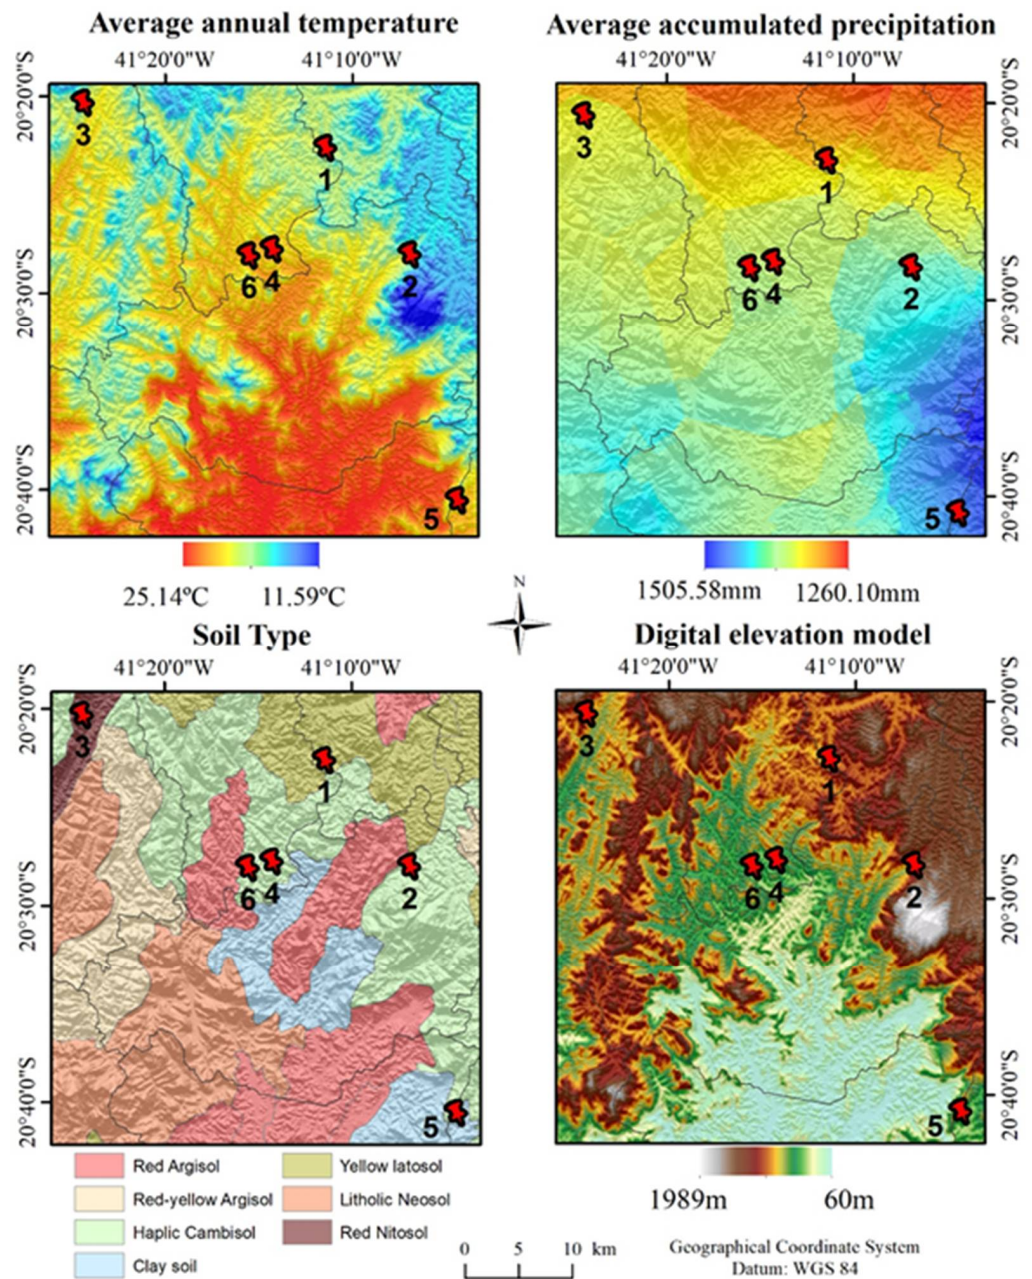 Average annual temperature
Average accumulated precipitation
41°20'0"W 41°10'0"W
41°20'0"W 41°10'0"W
20°20'0"S
20°30'0"S
20°40'0"S
3
1
6 4
2
5
3
1
6 4
2
5
20°20'0"S
20°30'0"S
20°40'0"S
25.14ºC 11.59ºC
1505.58mm 1260.10mm
N
Soil Type
Digital elevation model
41°20'0"W 41°10'0"W
41°20'0"W 41°10'0"W
20°20'0"S
20°30'0"S
20°40'0"S
3
1
6 4
2
5
3
1
6 4
2
5
20°20'0"S
20°30'0"S
20°40'0"S
Red Argisol
Yellow latosol
Red-yellow Argisol
Litholic Neosol
Haplic Cambisol
Red Nitosol
Clay soil
1989m 60m
0 5 10 km
Geographical Coordinate System
Datum: WGS 84